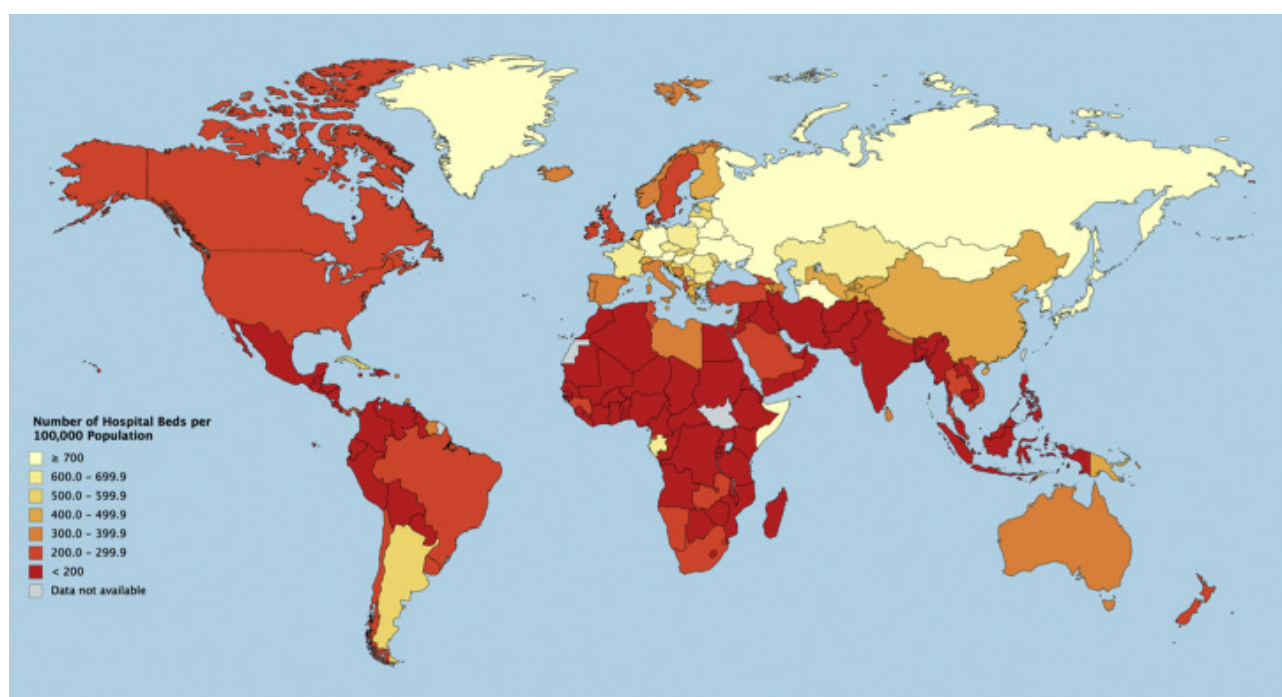 Number of Hospital Beds per
100,000 Population
≥ 700
600.0 – 699.9
500.0 – 599.9
400.0 – 499.9
300.0 – 399.9
200.0 – 299.9
< 200
Data not available